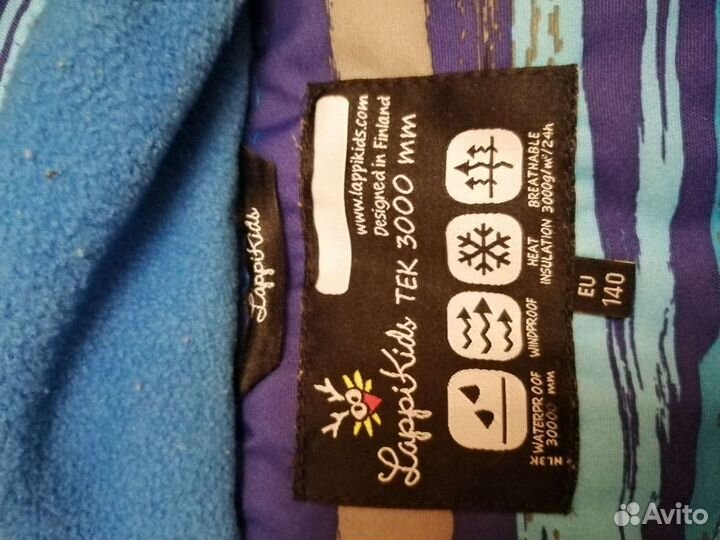 www.lappikids.com
Designed in Finland
LappiKids TEK 3000 mm
WATERPROOF
30000 mm
WINDPROOF
HEAT
INSULATION
BREATHABLE
3000g/m²/24h
EU
140
LappiKids
Avito